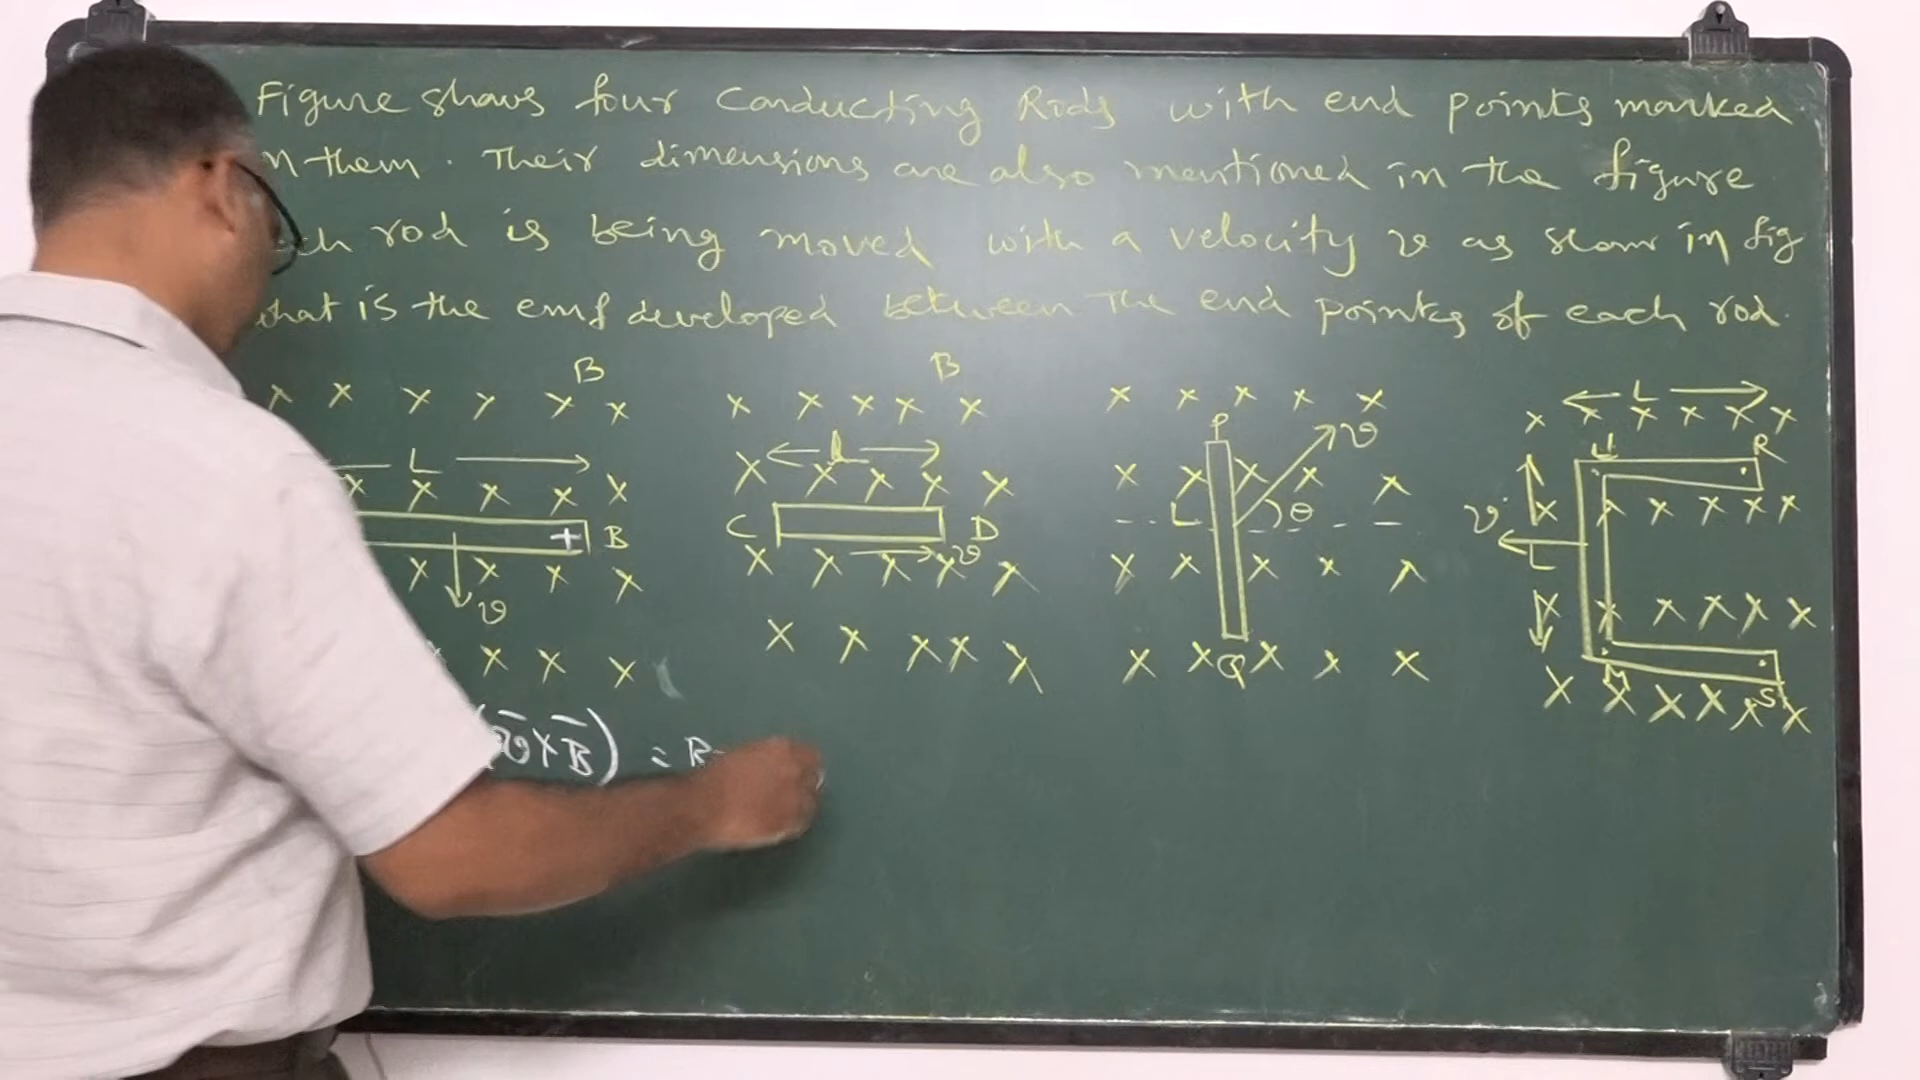 Figure shows four Conducting Rods with end points marked
n them. Their dimensions are also mentioned in the figure
ch rod is being moved with a velocity v as show in fig
what is the emf developed between The end points of each rod.
B B
L
L
R
P
v
L
l
B
C D
L
θ
v
L
v
v
Q
M
S
(v̄ × B̄) = B